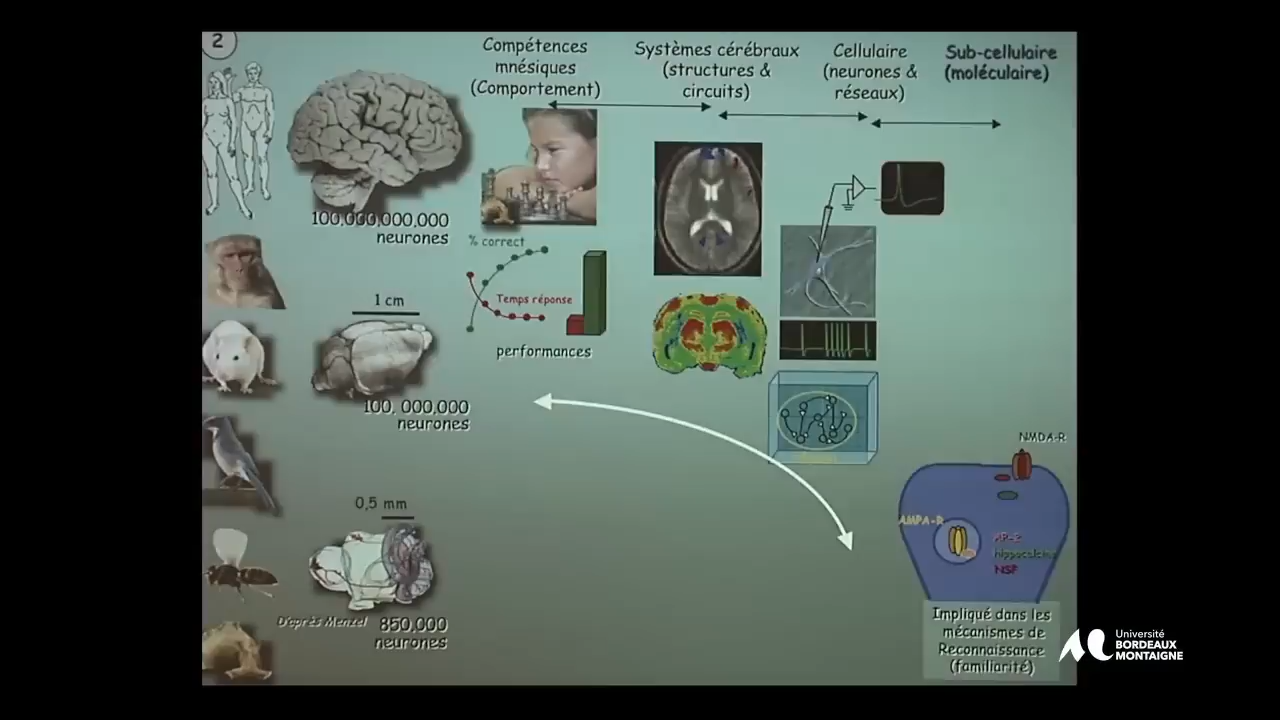 2
Compétences
mnésiques
(Comportement)
Systèmes cérébraux
(structures &
circuits)
Cellulaire
(neurones &
réseaux)
Sub-cellulaire
(moléculaire)
100,000,000,000
neurones
% correct
Temps réponse
performances
1 cm
100, 000,000
neurones
0,5 mm
D'après Menzel
850,000
neurones
NMDA-R
AMPA-R
AP-2
hippocalcine
NSF
Impliqué dans les
mécanismes de
Reconnaissance
(familiarité)
Université
BORDEAUX
MONTAIGNE